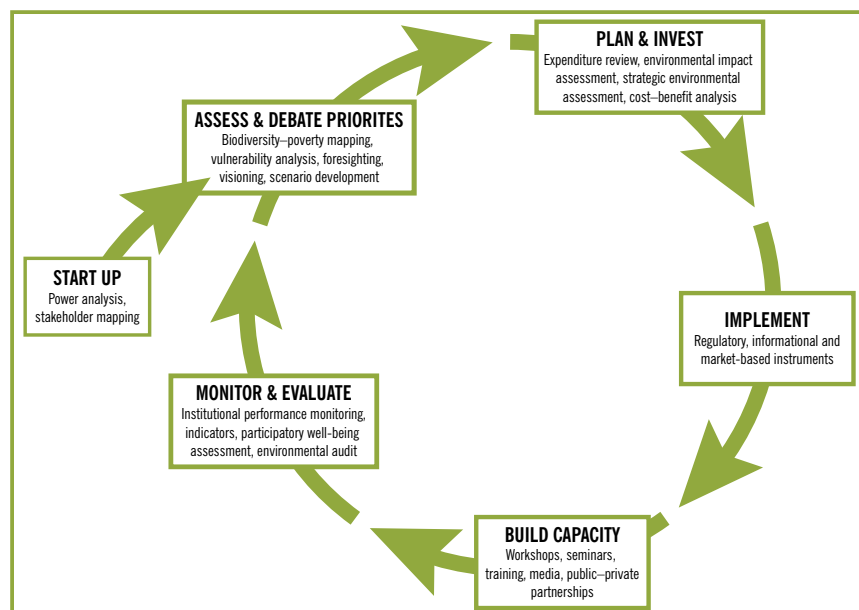 PLAN & INVEST
Expenditure review, environmental impact
assessment, strategic environmental
assessment, cost–benefit analysis
ASSESS & DEBATE PRIORITES
Biodiversity–poverty mapping,
vulnerability analysis, foresighting,
visioning, scenario development
START UP
Power analysis,
stakeholder mapping
IMPLEMENT
Regulatory, informational and
market-based instruments
MONITOR & EVALUATE
Institutional performance monitoring,
indicators, participatory well-being
assessment, environmental audit
BUILD CAPACITY
Workshops, seminars,
training, media, public–private
partnerships